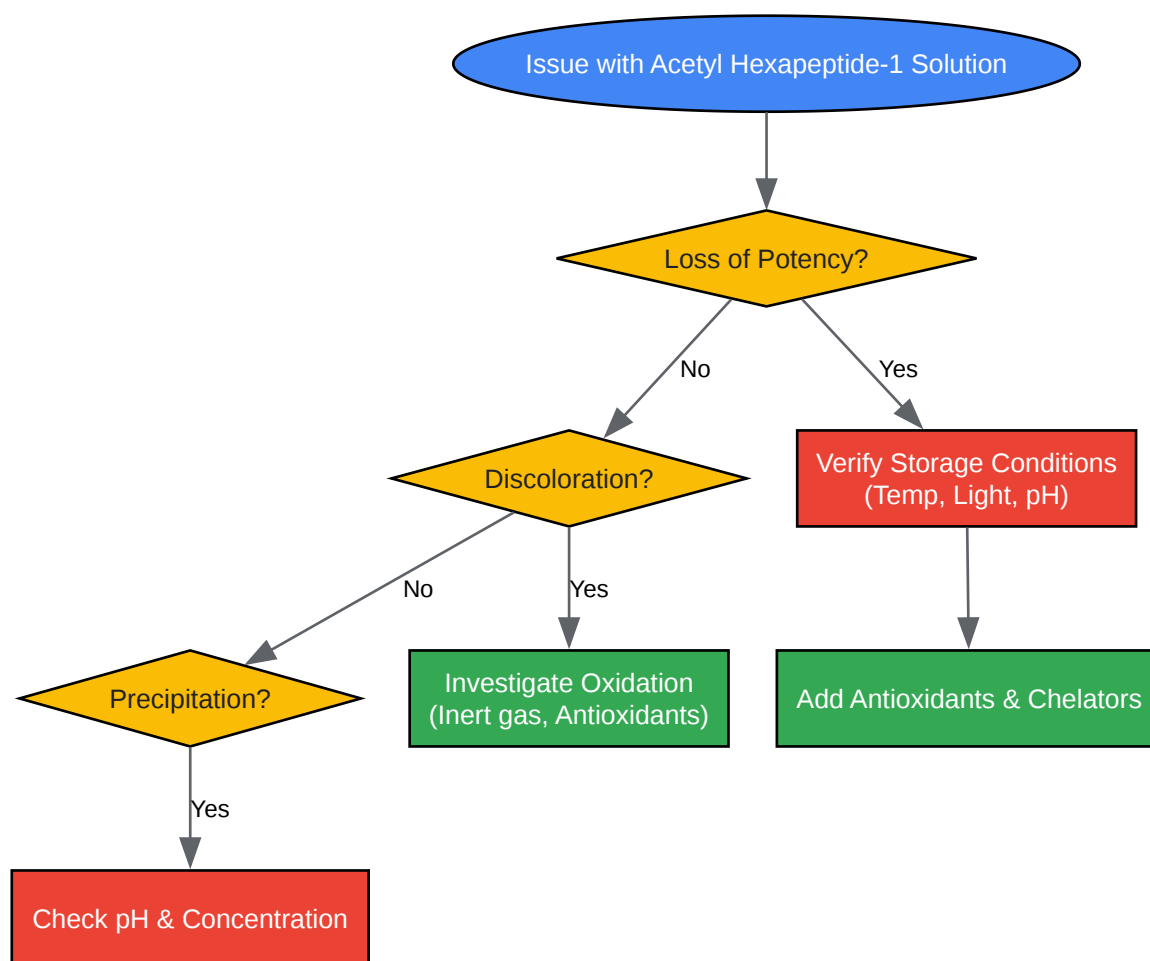 Issue with Acetyl Hexapeptide-1 Solution
Loss of Potency?
No
Yes
Discoloration?
Verify Storage Conditions
(Temp, Light, pH)
No
Yes
Precipitation?
Investigate Oxidation
(Inert gas, Antioxidants)
Add Antioxidants & Chelators
Yes
Check pH & Concentration